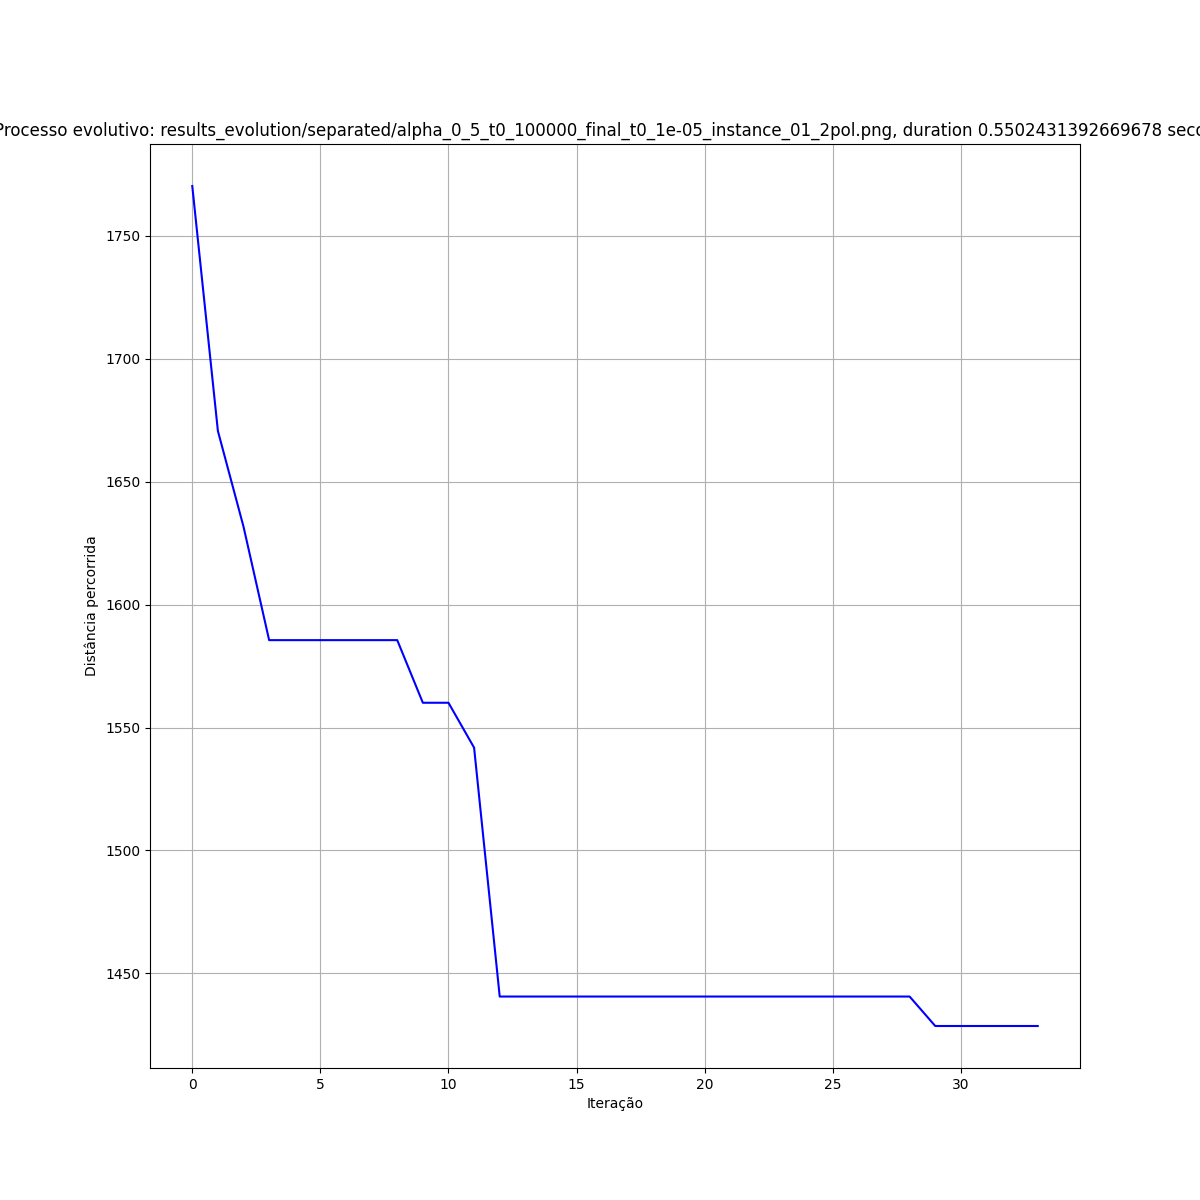 Processo evolutivo: results_evolution/separated/alpha_0_5_t0_100000_final_t0_1e-05_instance_01_2pol.png, duration 0.5502431392669678
1750
1700
1650
1600
1550
1500
1450
Distância percorrida
0 5 10 15 20 25 30
Iteração